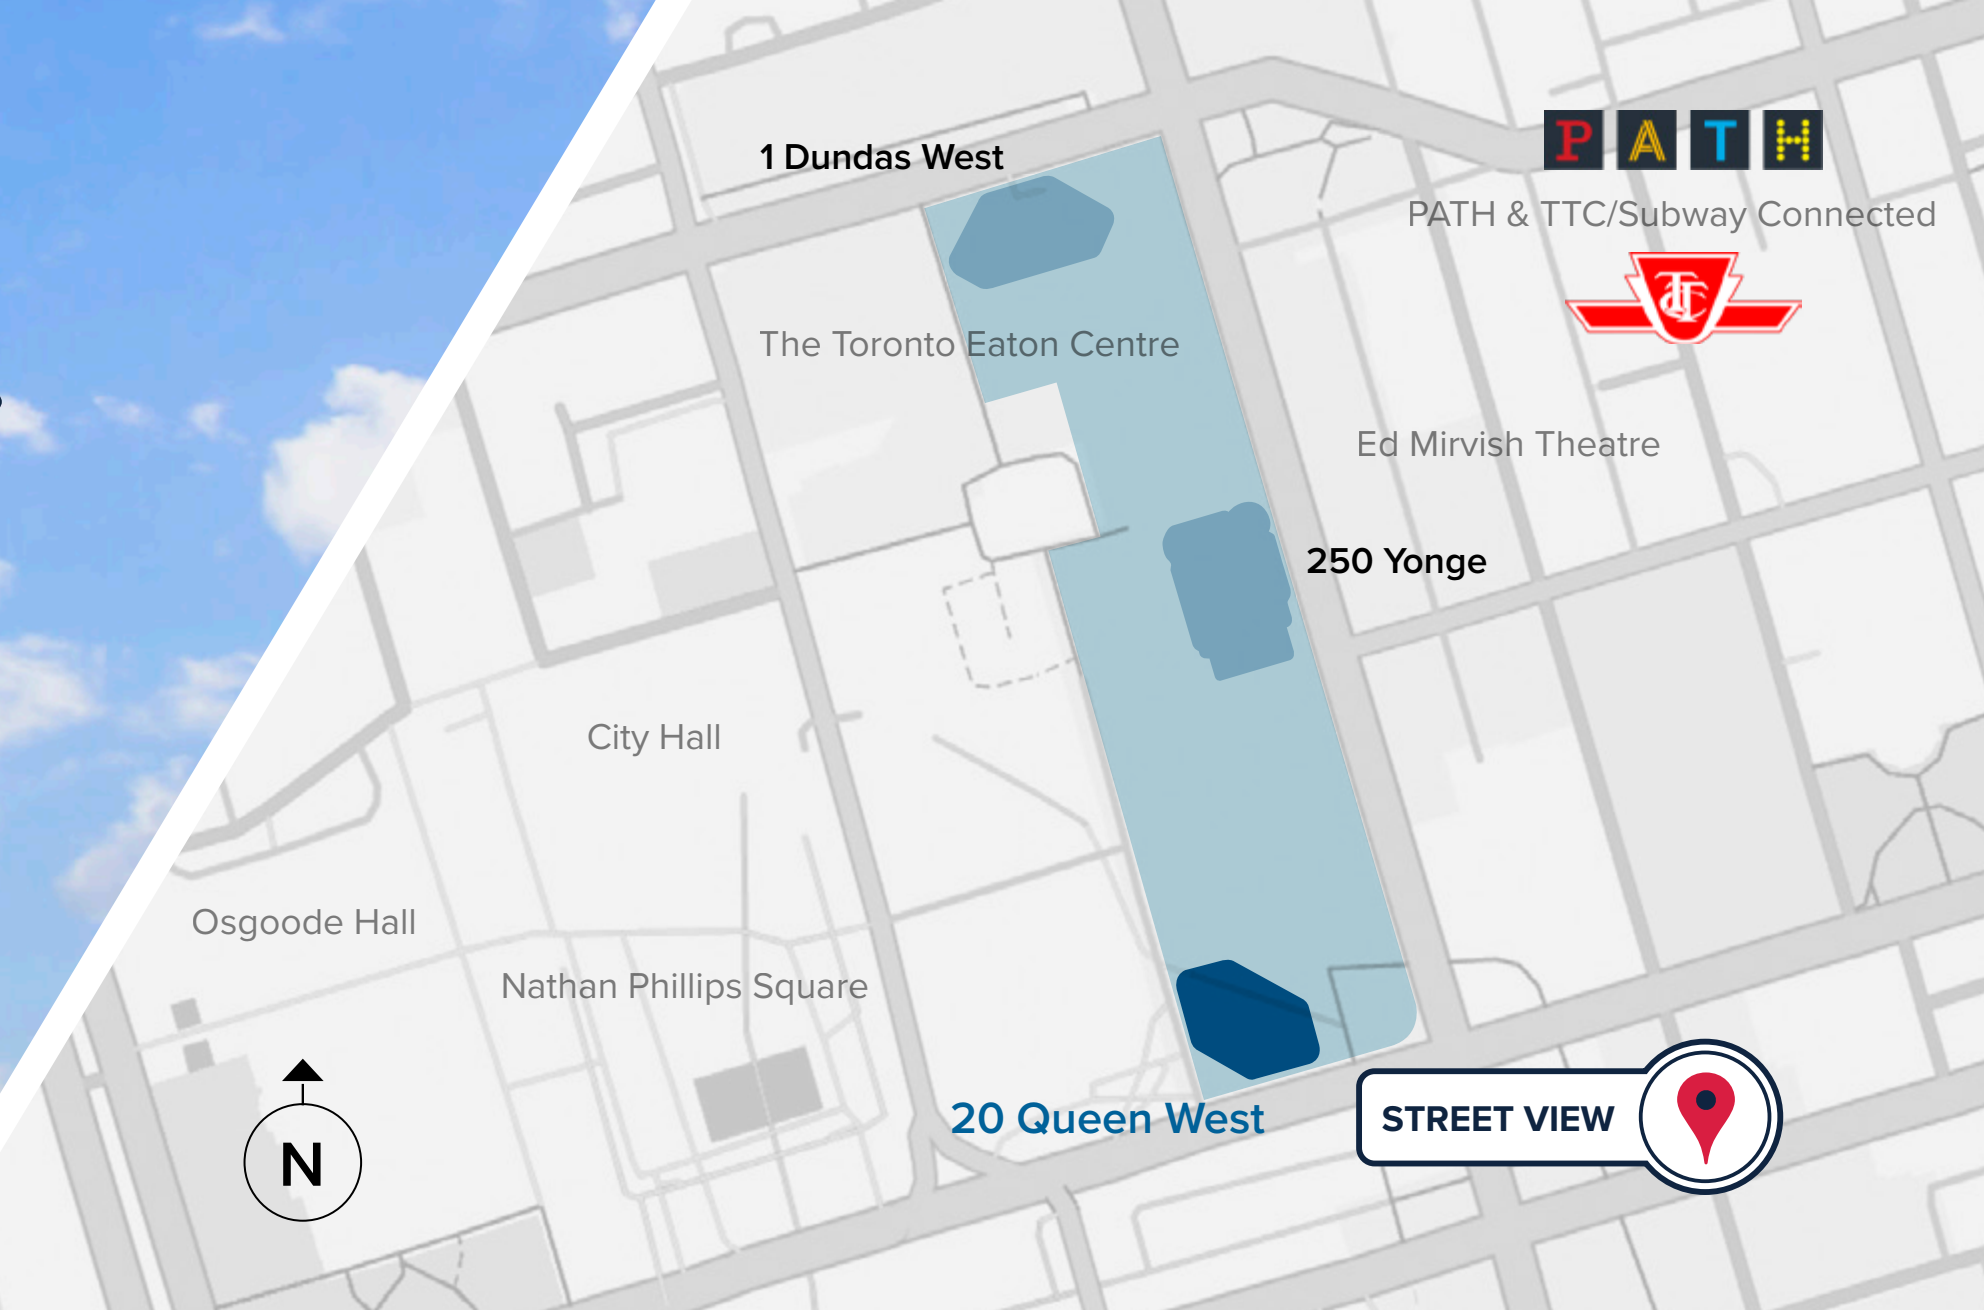 1 Dundas West
PATH
PATH & TTC/Subway Connected
TTC
The Toronto Eaton Centre
Ed Mirvish Theatre
250 Yonge
City Hall
Osgoode Hall
Nathan Phillips Square
20 Queen West
STREET VIEW
N